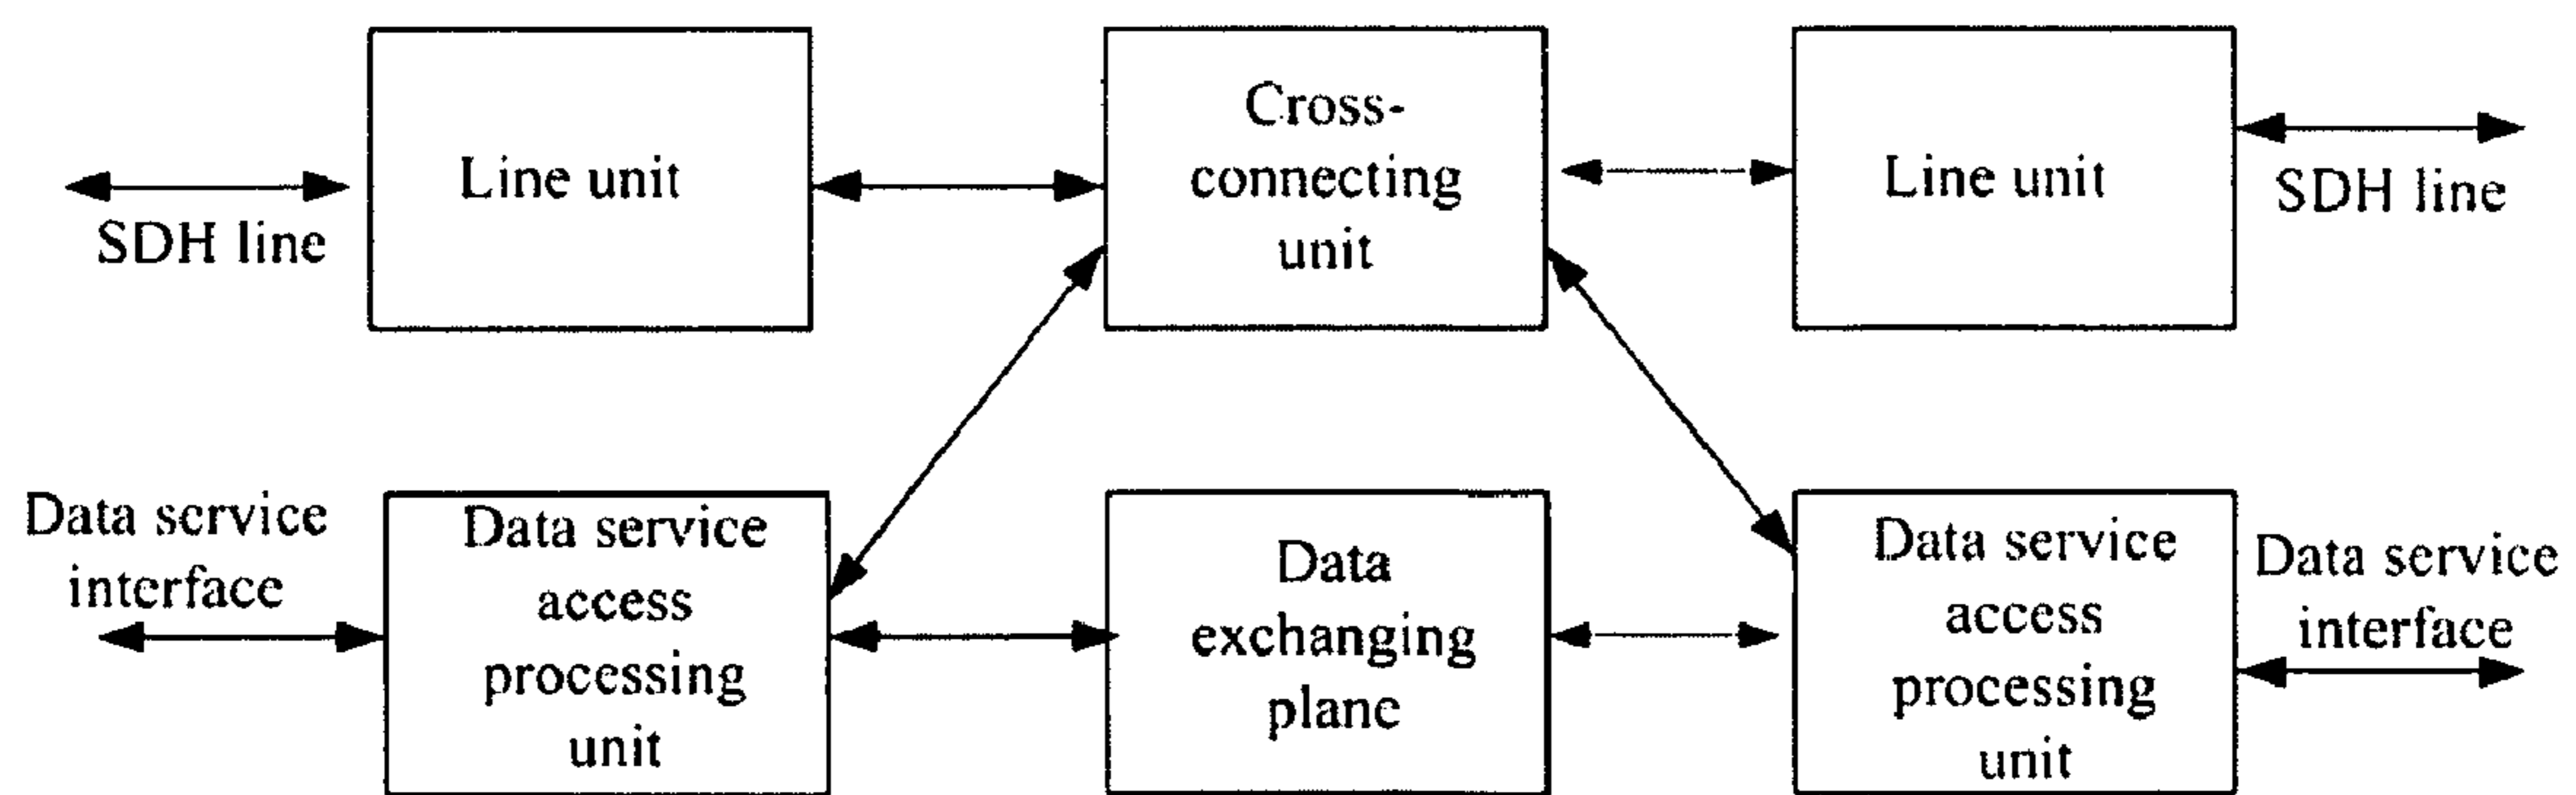 SDH line
Line unit
Cross-
connecting
unit
Line unit
SDH line
Data service
interface
Data service
access
processing
unit
Data
exchanging
plane
Data service
access
processing
unit
Data service
interface